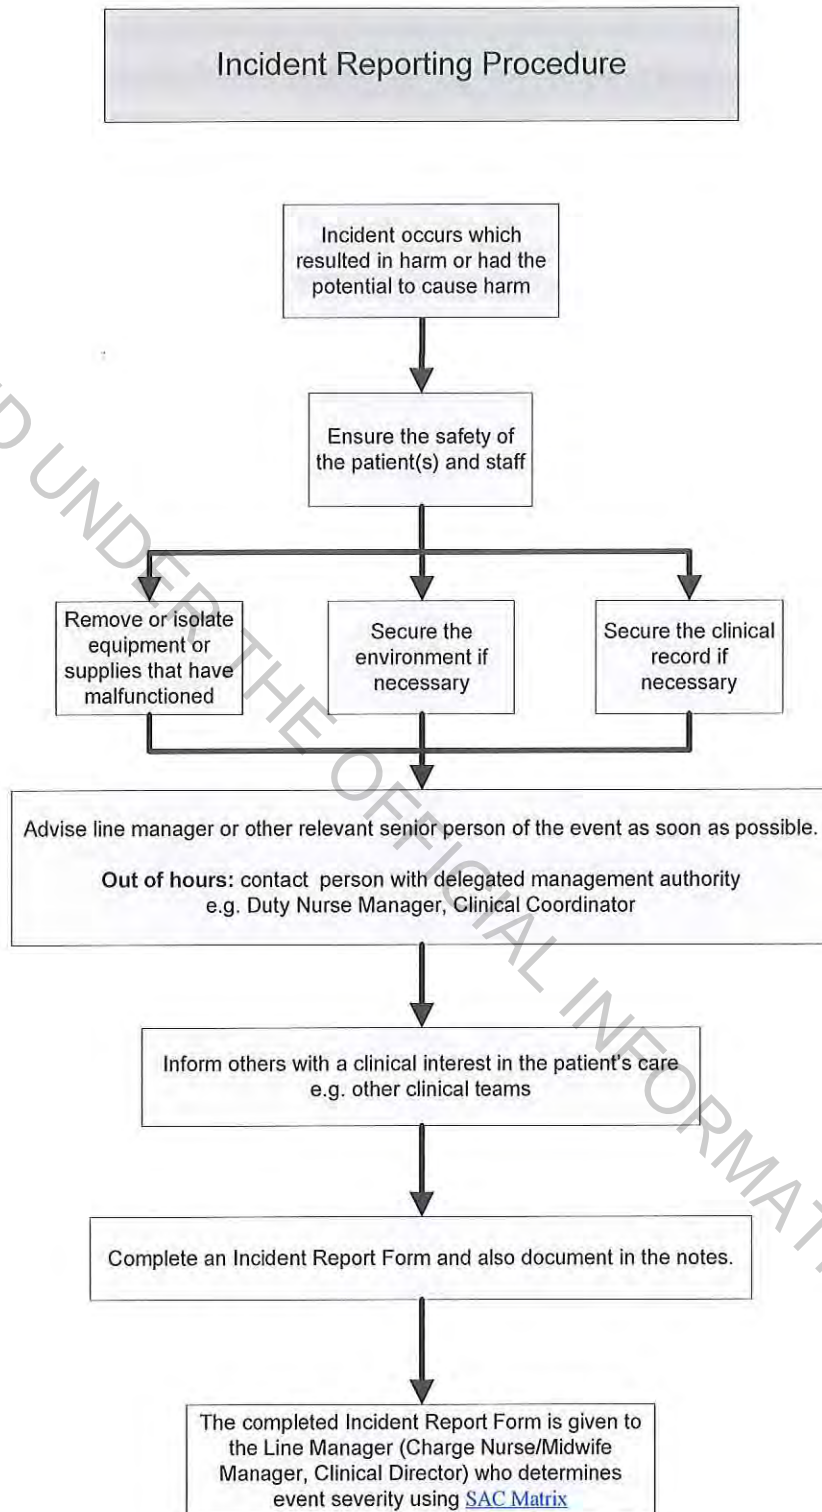 Incident Reporting Procedure
Incident occurs which
resulted in harm or had the
potential to cause harm
Ensure the safety of
the patient(s) and staff
Remove or isolate
equipment or
supplies that have
malfunctioned
Secure the
environment if
necessary
Secure the clinical
record if
necessary
Advise line manager or other relevant senior person of the event as soon as possible.
Out of hours: contact person with delegated management authority
e.g. Duty Nurse Manager, Clinical Coordinator
Inform others with a clinical interest in the patient's care
e.g. other clinical teams
Complete an Incident Report Form and also document in the notes.
The completed Incident Report Form is given to
the Line Manager (Charge Nurse/Midwife
Manager, Clinical Director) who determines
event severity using SAC Matrix
UNDER THE OFFICIAL